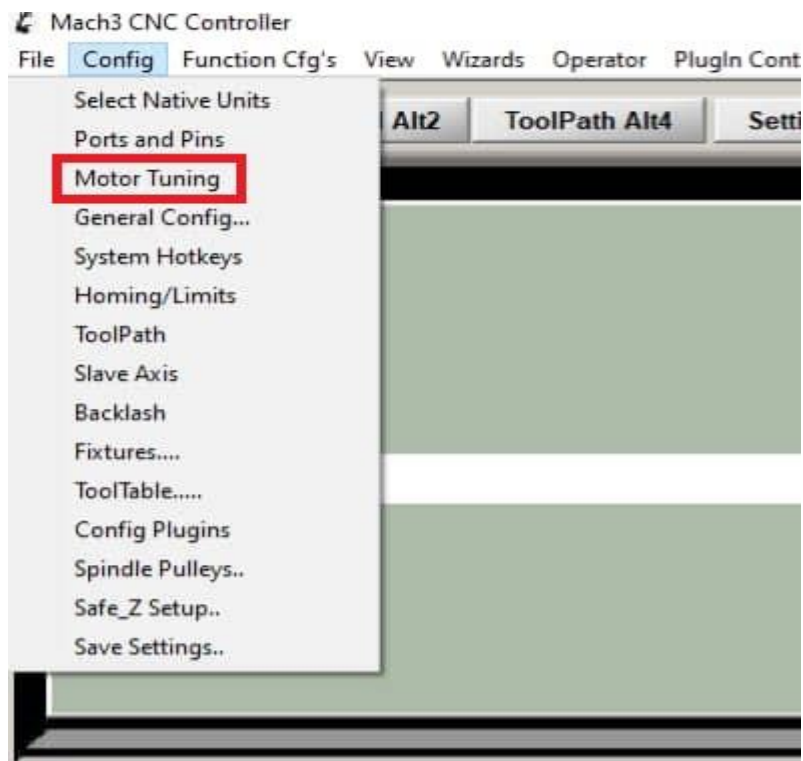 Mach3 CNC Controller
File Config Function Cfg's View Wizards Operator PlugIn Cont
Select Native Units
Alt2 ToolPath Alt4 Setti
Ports and Pins
Motor Tuning
General Config...
System Hotkeys
Homing/Limits
ToolPath
Slave Axis
Backlash
Fixtures....
ToolTable.....
Config Plugins
Spindle Pulleys..
Safe_Z Setup..
Save Settings..